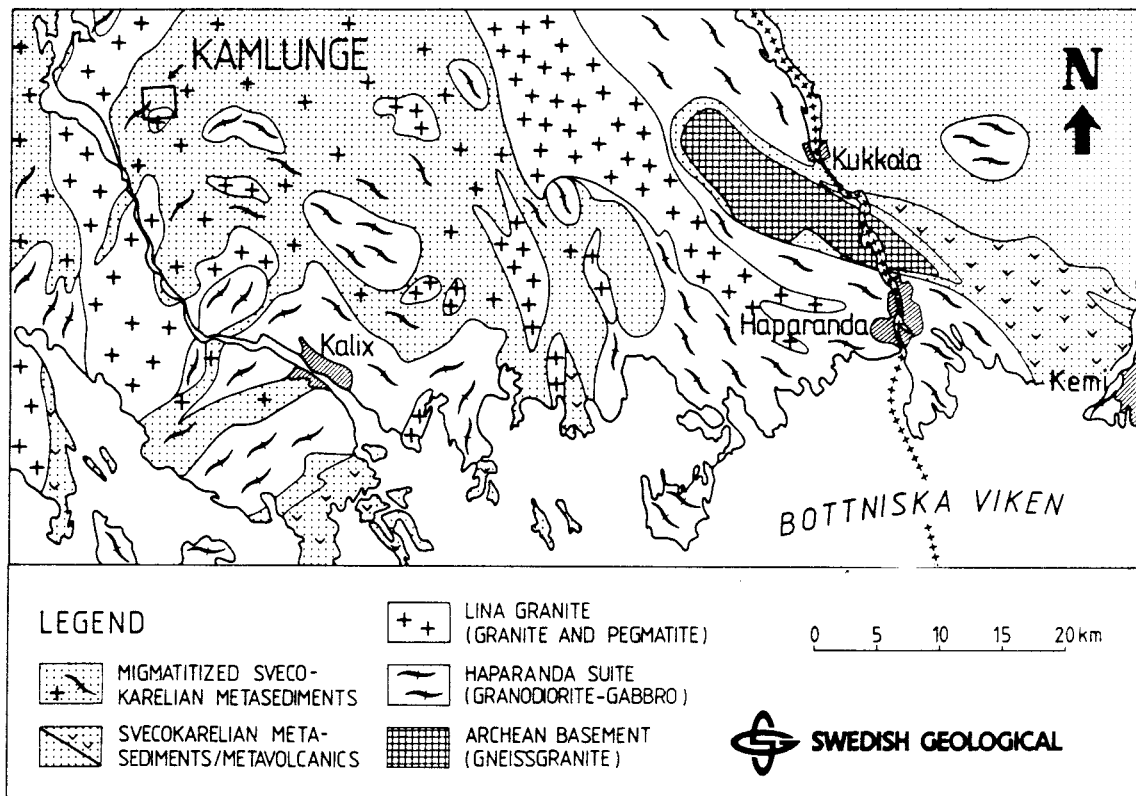 KAMLUNGE
N
Kukkola
Haparanda
Kalix
Kemi
BOTTNISKA VIKEN
LEGEND
MIGMATITIZED SVECO-
KARELIAN METASEDIMENTS
SVECOKARELIAN META-
SEDIMENTS/METAVOLCANICS
LINA GRANITE
(GRANITE AND PEGMATITE)
HAPARANDA SUITE
(GRANODIORITE-GABBRO)
ARCHEAN BASEMENT
(GNEISSGRANITE)
0 5 10 15 20 km
SWEDISH GEOLOGICAL